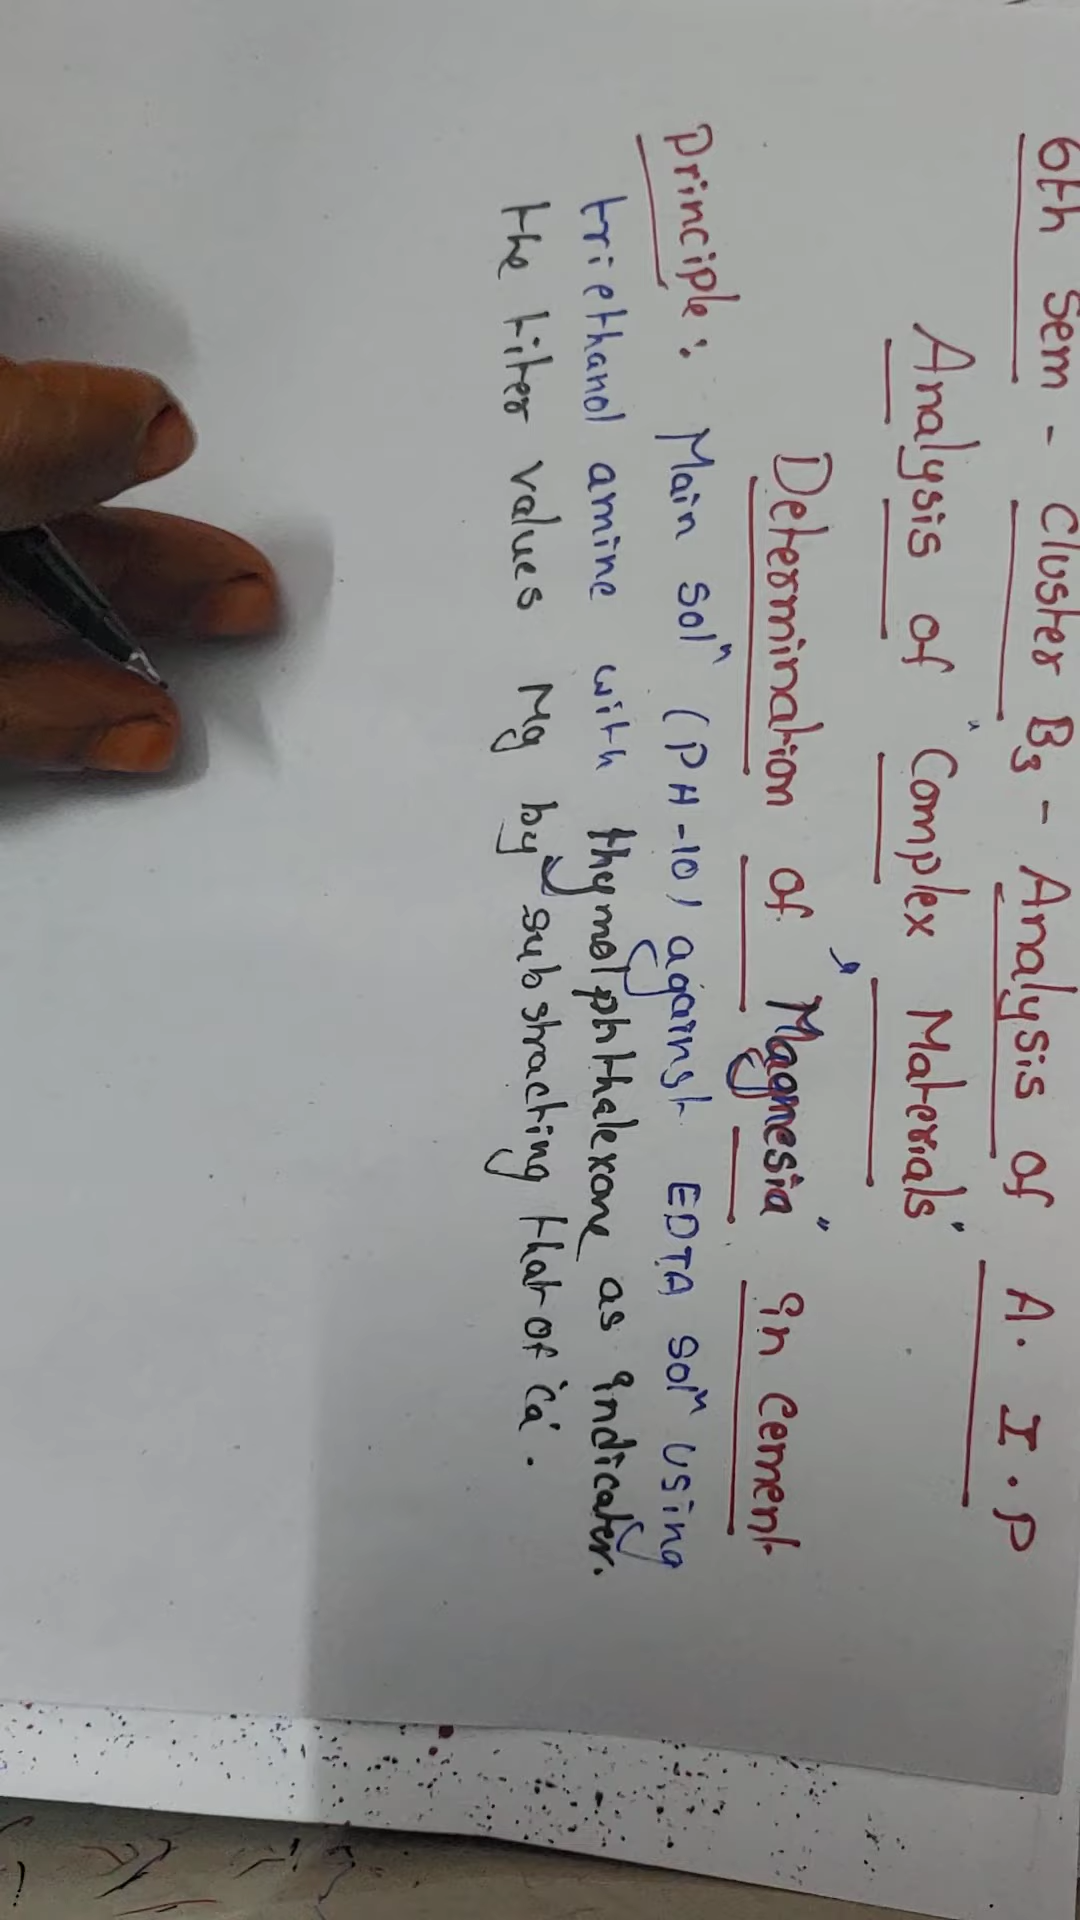 6th Sem - Cluster B3 - Analysis of A. I. P
Analysis of "Complex Materials"
Determination of "Magnesia" in cement
Principle: Main solⁿ (PH-10) against EDTA solⁿ using
triethanol amine with thymolphthalexone as indicater.
the titer values Mg by substracting that of 'Ca'.